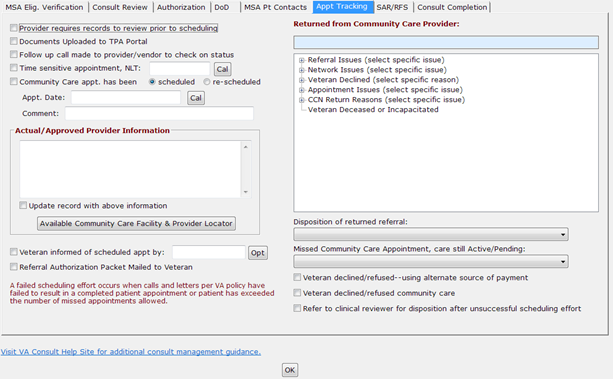 MSA Elig. Verification Consult Review Authorization DoD MSA Pt Contacts Appt Tracking SAR/RFS Consult Completion
Provider requires records to review prior to scheduling
Documents Uploaded to TPA Portal
Follow up call made to provider/vendor to check on status
Time sensitive appointment, NLT: Cal
Community Care appt. has been scheduled re-scheduled
Appt. Date: Cal
Comment:
Actual/Approved Provider Information
Update record with above information
Available Community Care Facility & Provider Locator
Veteran informed of scheduled appt by: Opt
Referral Authorization Packet Mailed to Veteran
A failed scheduling effort occurs when calls and letters per VA policy have
failed to result in a completed patient appointment or patient has exceeded
the number of missed appointments allowed.
Returned from Community Care Provider:
Referral Issues (select specific issue)
Network Issues (select specific issue)
Veteran Declined (select specific reason)
Appointment Issues (select specific issue)
CCN Return Reasons (select specific issue)
Veteran Deceased or Incapacitated
Disposition of returned referral:
Missed Community Care Appointment, care still Active/Pending:
Veteran declined/refused--using alternate source of payment
Veteran declined/refused community care
Refer to clinical reviewer for disposition after unsuccessful scheduling effort
Visit VA Consult Help Site for additional consult management guidance.
OK